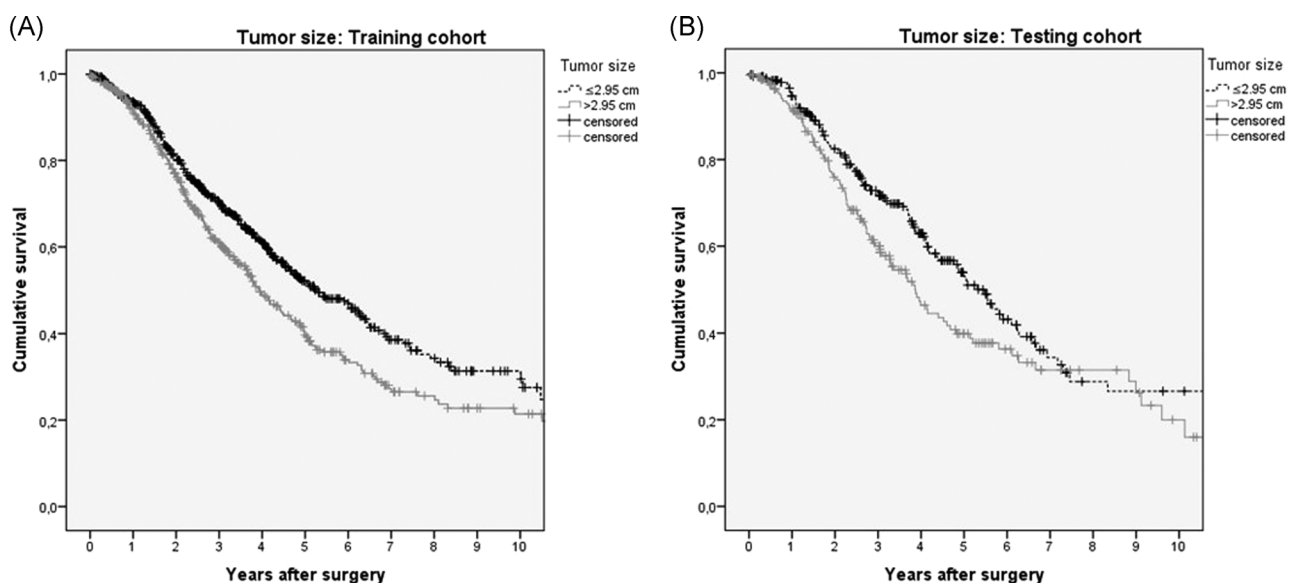 (A)
Tumor size: Training cohort
Tumor size
≤2.95 cm
>2.95 cm
censored
censored
Cumulative survival
1,0
0,8
0,6
0,4
0,2
0,0
0 1 2 3 4 5 6 7 8 9 10
Years after surgery
(B)
Tumor size: Testing cohort
Tumor size
≤2.95 cm
>2.95 cm
censored
censored
Cumulative survival
1,0
0,8
0,6
0,4
0,2
0,0
0 1 2 3 4 5 6 7 8 9 10
Years after surgery